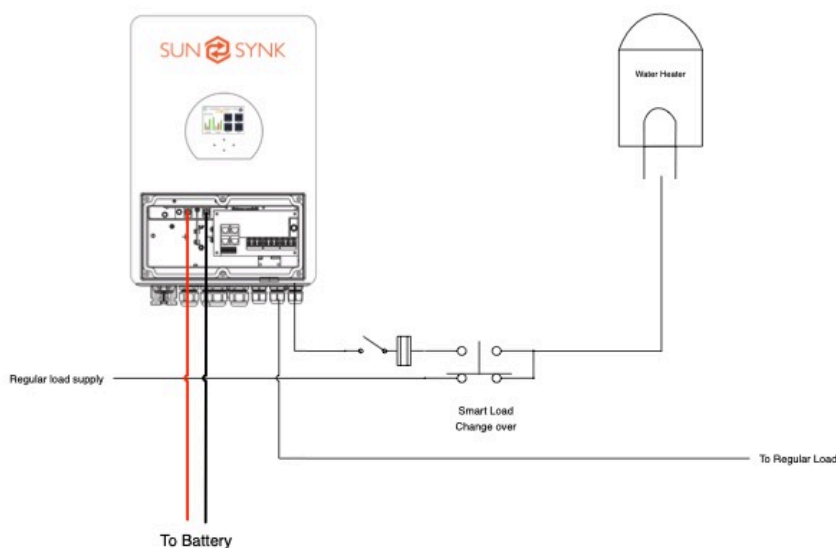 SUN SYNK
Water Heater
Regular load supply
Smart Load
Change over
To Regular Load
To Battery